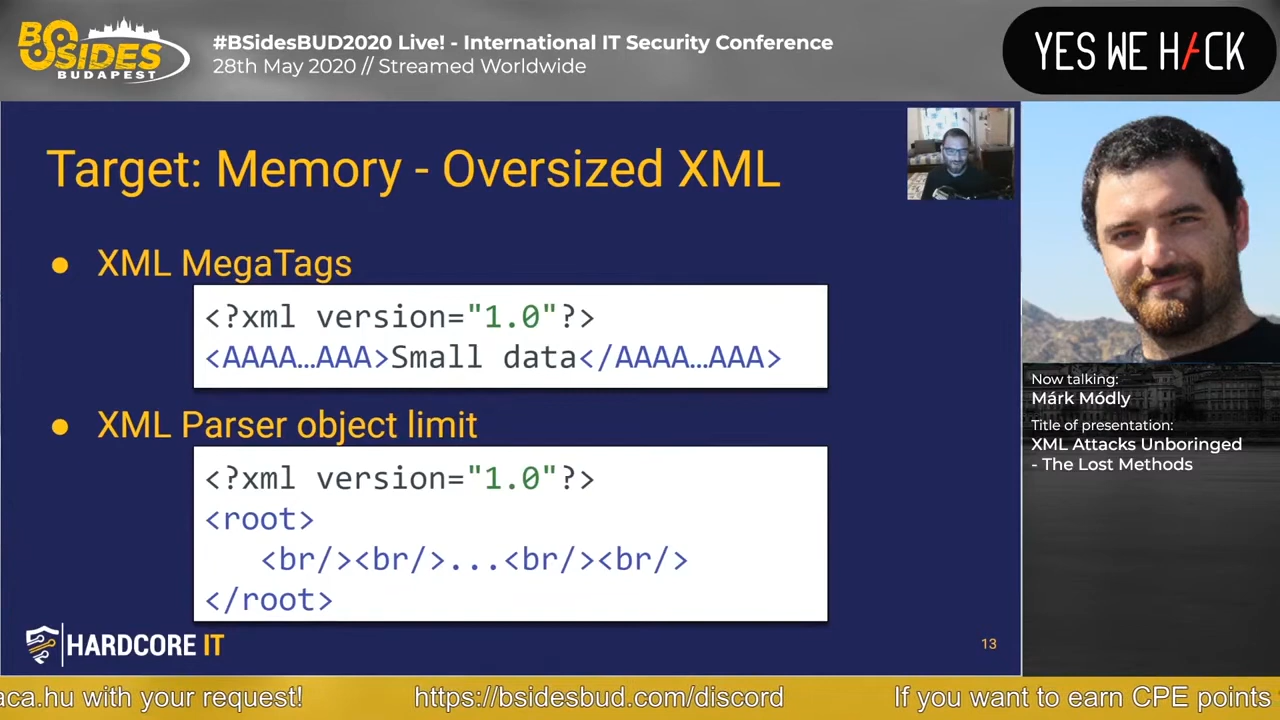 BSIDES
BUDAPEST
#BSidesBUD2020 Live! - International IT Security Conference
28th May 2020 // Streamed Worldwide
YES WE H/CK
Target: Memory - Oversized XML
● XML MegaTags
<?xml version="1.0"?>
<AAAA…AAA>Small data</AAAA…AAA>
● XML Parser object limit
<?xml version="1.0"?>
<root>
<br/><br/>...<br/><br/>
</root>
HARDCORE IT
13
Now talking:
Márk Módly
Title of presentation:
XML Attacks Unboringed
- The Lost Methods
aca.hu with your request! https://bsidesbud.com/discord If you want to earn CPE points